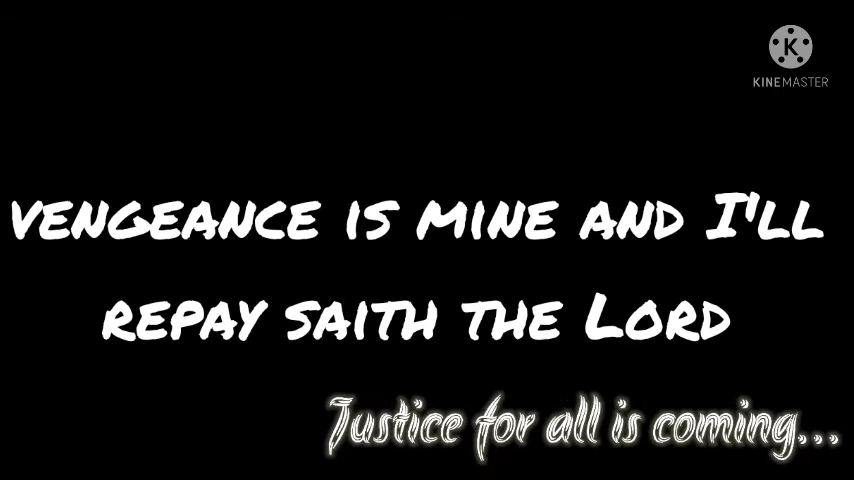 K
KINEMASTER
vengeance is mine and I'll
repay saith the Lord
Justice for all is coming...